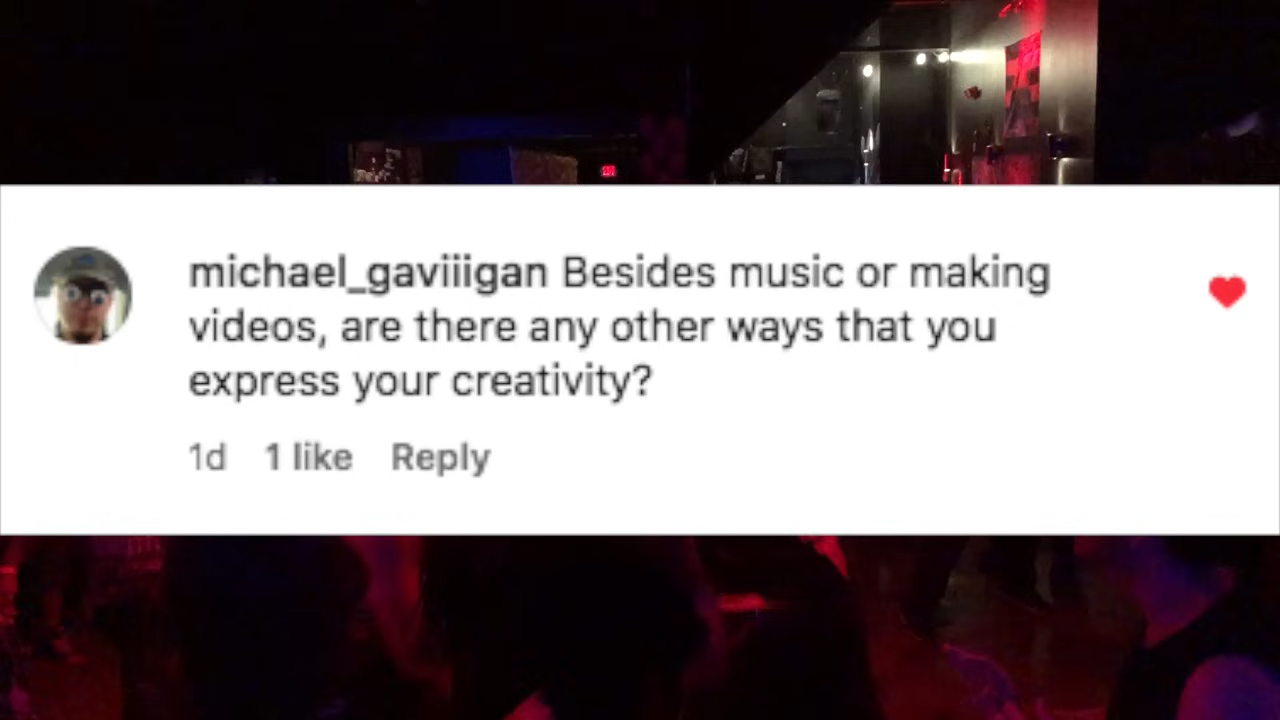 michael_gaviiigan Besides music or making
videos, are there any other ways that you
express your creativity?
1d 1 like Reply